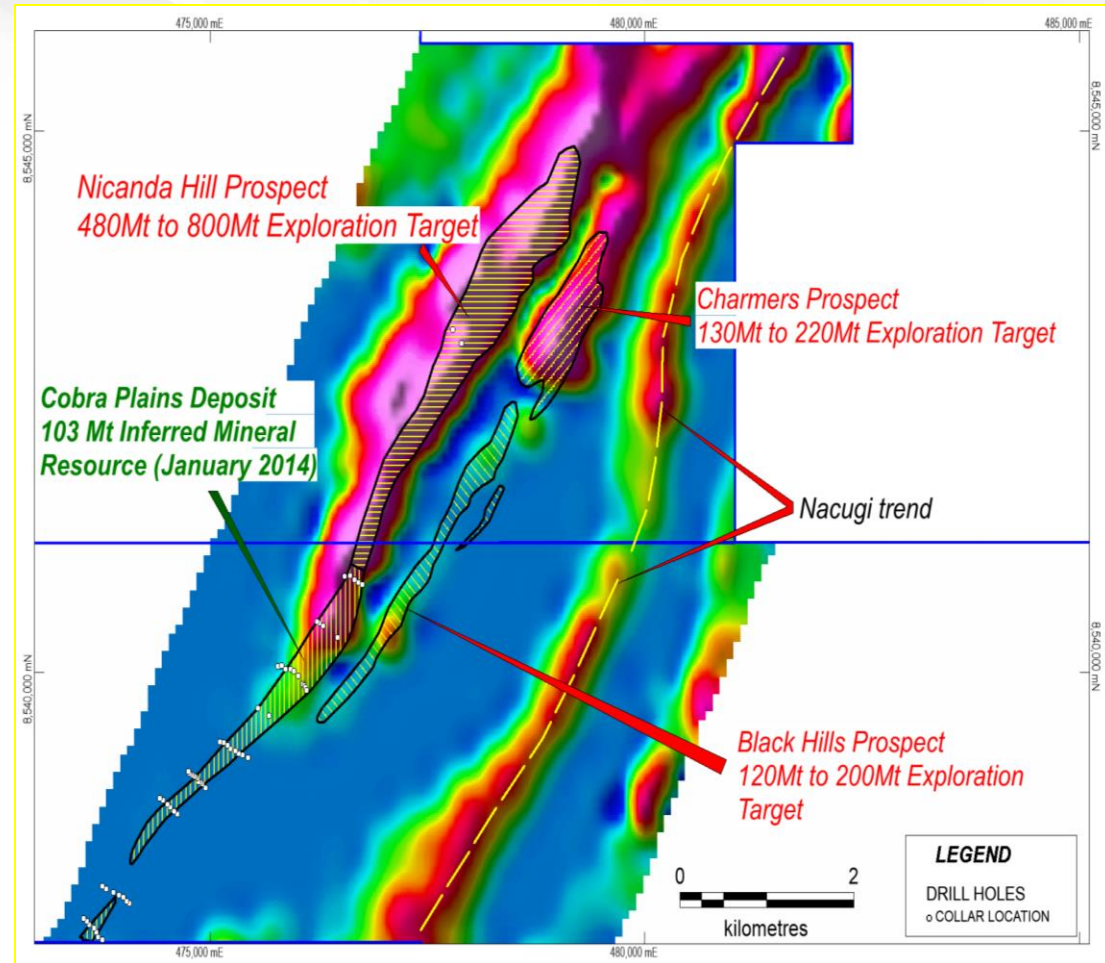 475,000 mE
480,000 mE
485,000 mE
8,545,000 mN
8,545,000 mN
Nicanda Hill Prospect
480Mt to 800Mt Exploration Target
Charmers Prospect
130Mt to 220Mt Exploration Target
Cobra Plains Deposit
103 Mt Inferred Mineral
Resource (January 2014)
Nacugi trend
8,540,000 mN
8,540,000 mN
Black Hills Prospect
120Mt to 200Mt Exploration
Target
0
2
kilometres
LEGEND
DRILL HOLES
o COLLAR LOCATION
475,000 mE
480,000 mE